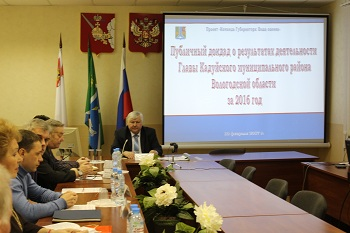 Публичный доклад о результатах деятельности
Главы Кадуйского муниципального района
Вологодской области
за 2016 год